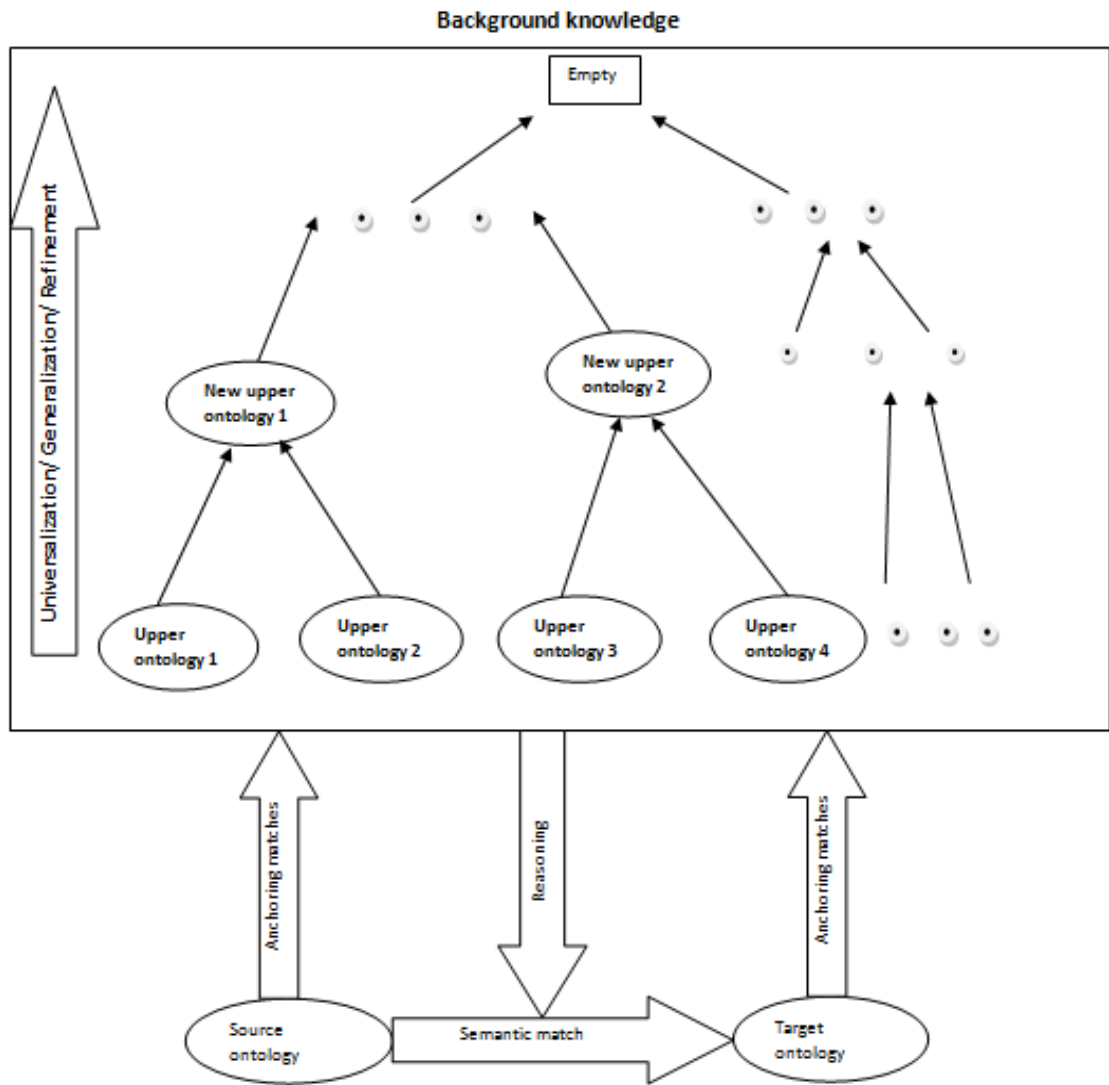 Background knowledge
Empty
Universalization/ Generalization/ Refinement
New upper
ontology 1
New upper
ontology 2
Upper
ontology 1
Upper
ontology 2
Upper
ontology 3
Upper
ontology 4
Anchoring matches
Reasoning
Anchoring matches
Source
ontology
Semantic match
Target
ontology